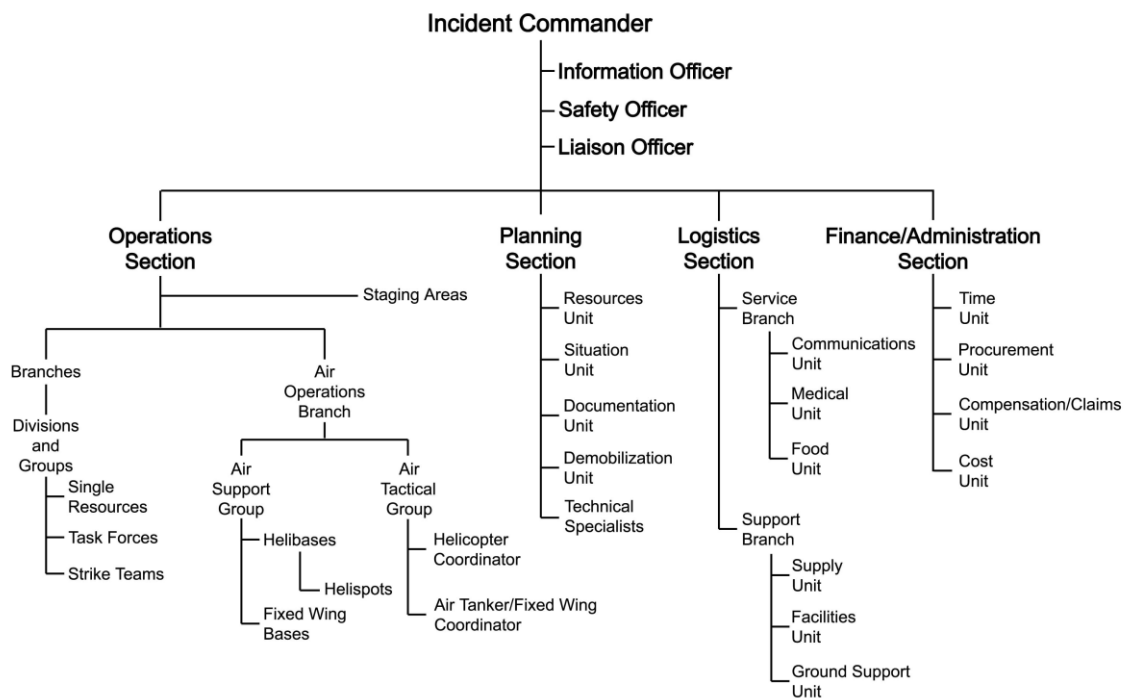 Incident Commander
Information Officer
Safety Officer
Liaison Officer
Operations
Section
Staging Areas
Branches
Divisions
and
Groups
Single
Resources
Task Forces
Strike Teams
Air
Operations
Branch
Air
Support
Group
Helibases
Helispots
Fixed Wing
Bases
Air
Tactical
Group
Helicopter
Coordinator
Air Tanker/Fixed Wing
Coordinator
Planning
Section
Resources
Unit
Situation
Unit
Documentation
Unit
Demobilization
Unit
Technical
Specialists
Logistics
Section
Service
Branch
Communications
Unit
Medical
Unit
Food
Unit
Support
Branch
Supply
Unit
Facilities
Unit
Ground Support
Unit
Finance/Administration
Section
Time
Unit
Procurement
Unit
Compensation/Claims
Unit
Cost
Unit